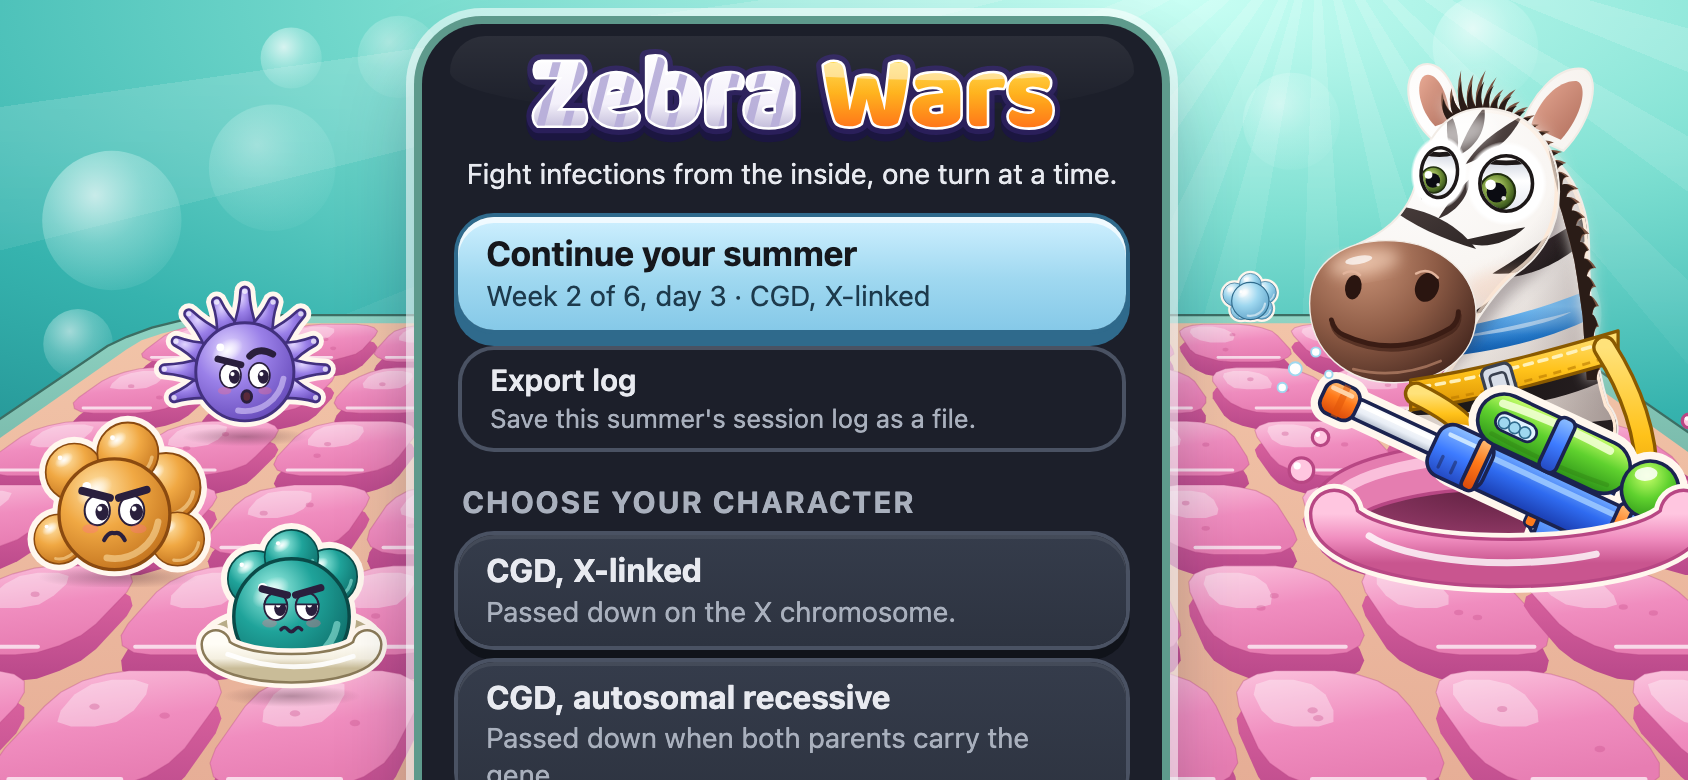 Zebra Wars
Fight infections from the inside, one turn at a time.
Continue your summer
Week 2 of 6, day 3 · CGD, X-linked
Export log
Save this summer's session log as a file.
CHOOSE YOUR CHARACTER
CGD, X-linked
Passed down on the X chromosome.
CGD, autosomal recessive
Passed down when both parents carry the
gene